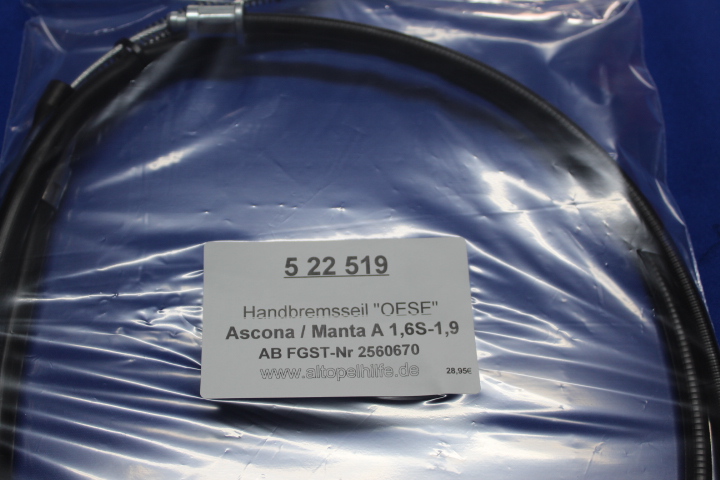 5 22 519
Handbremsseil "OESE"
Ascona / Manta A 1,6S-1,9
AB FGST-Nr 2560670
www.altopelhilfe.de
28,95€